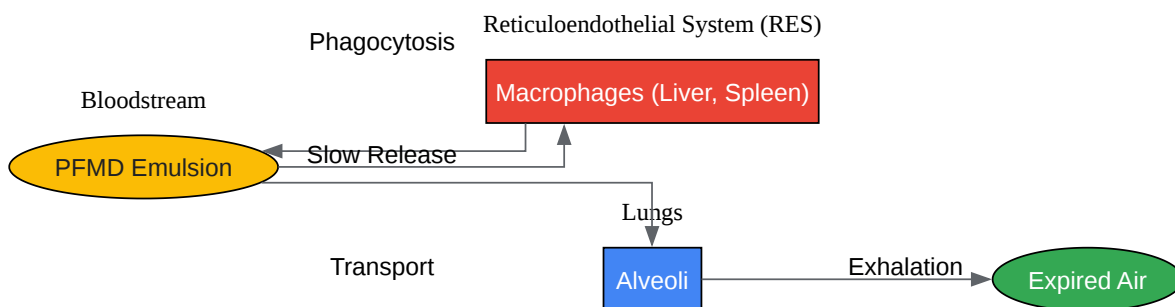 Reticuloendothelial System (RES)
Phagocytosis
Macrophages (Liver, Spleen)
Bloodstream
Slow Release
PFMD Emulsion
Lungs
Transport
Alveoli
Exhalation
Expired Air